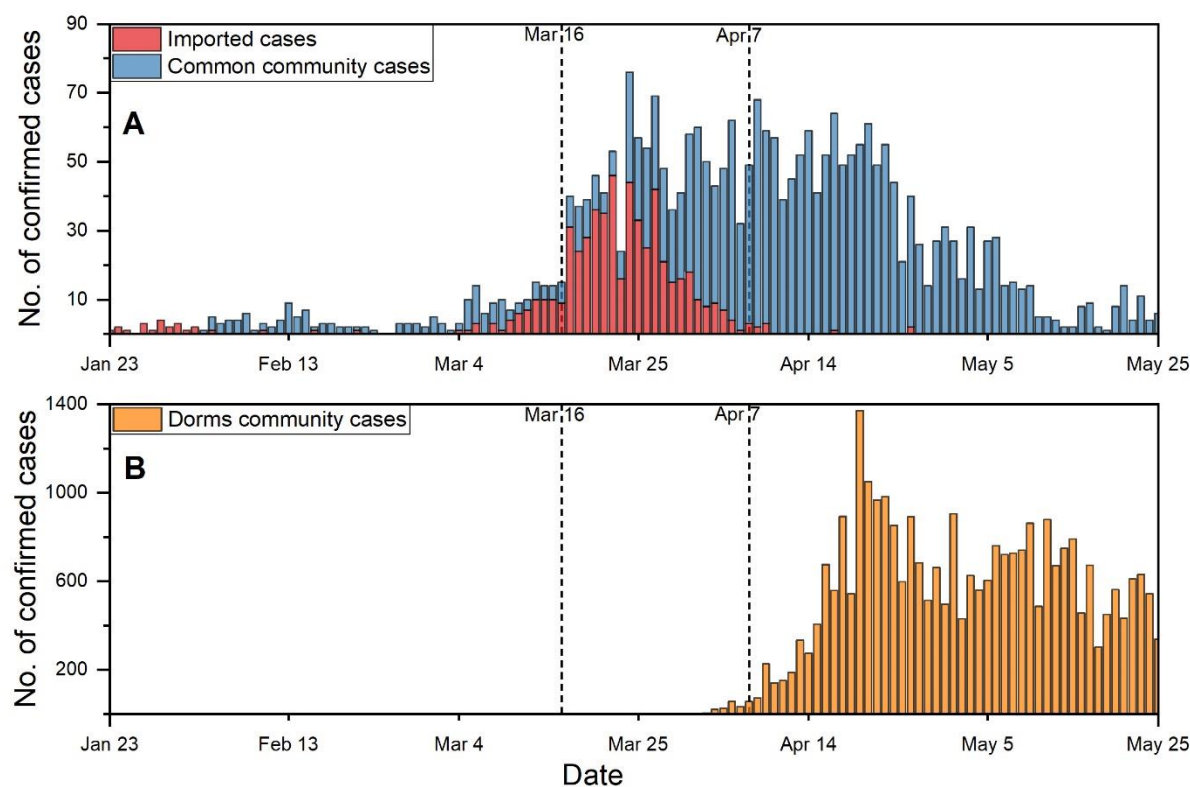 90
70
50
30
10
No. of confirmed cases
Imported cases
Common community cases
A
Mar 16
Apr 7
Jan 23
Feb 13
Mar 4
Mar 25
Apr 14
May 5
May 25
1400
1000
600
200
No. of confirmed cases
Dorms community cases
B
Mar 16
Apr 7
Jan 23
Feb 13
Mar 4
Mar 25
Apr 14
May 5
May 25
Date